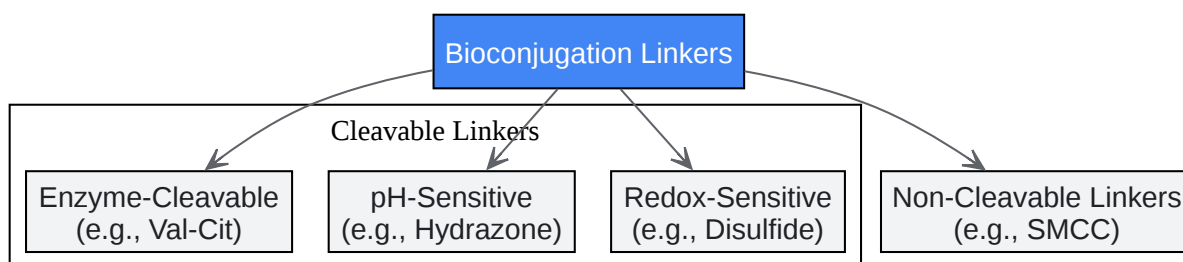 Bioconjugation Linkers
Cleavable Linkers
Enzyme-Cleavable
(e.g., Val-Cit)
pH-Sensitive
(e.g., Hydrazone)
Redox-Sensitive
(e.g., Disulfide)
Non-Cleavable Linkers
(e.g., SMCC)